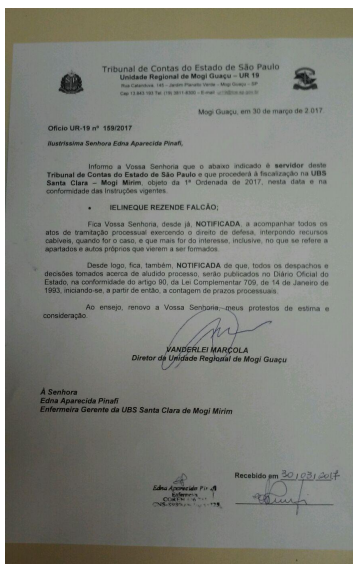 Tribunal de Contas do Estado de São Paulo
Unidade Regional de Mogi Guaçu – UR 19
Mogi Guaçu, em 30 de março de 2.017.
Ofício UR-19 nº 159/2017
Ilustríssima Senhora Edna Aparecida Pinafi,
Informo a Vossa Senhoria que o abaixo indicado é servidor deste
Tribunal de Contas do Estado de São Paulo e que procederá à fiscalização na UBS
Santa Clara – Mogi Mirim, objeto da 1ª Ordenada de 2017, nesta data e na
conformidade das Instruções vigentes.
• IELINEQUE REZENDE FALCÃO;
Fica Vossa Senhoria, desde já, NOTIFICADA, a acompanhar todos os
atos de tramitação processual exercendo o direito de defesa, interpondo recursos
cabíveis, quando for o caso, e que mais for do interesse, inclusive, no que se refere a
apartados e autos próprios que vierem a ser formados.
Desde logo, fica, também, NOTIFICADA de que, todos os despachos e
decisões tomados acerca do aludido processo, serão publicados no Diário Oficial do
Estado, na conformidade do artigo 90, da Lei Complementar 709, de 14 de Janeiro de
1993, iniciando-se, a partir de então, a contagem de prazos processuais.
Ao ensejo, renovo a Vossa Senhoria, meus protestos de estima e
consideração.
VANDERLEI MARÇOLA
Diretor da Unidade Regional de Mogi Guaçu
À Senhora
Edna Aparecida Pinafi
Enfermeira Gerente da UBS Santa Clara de Mogi Mirim
Recebido em 30/03/2017
Edna Aparecida Pinafi
Enfermeira